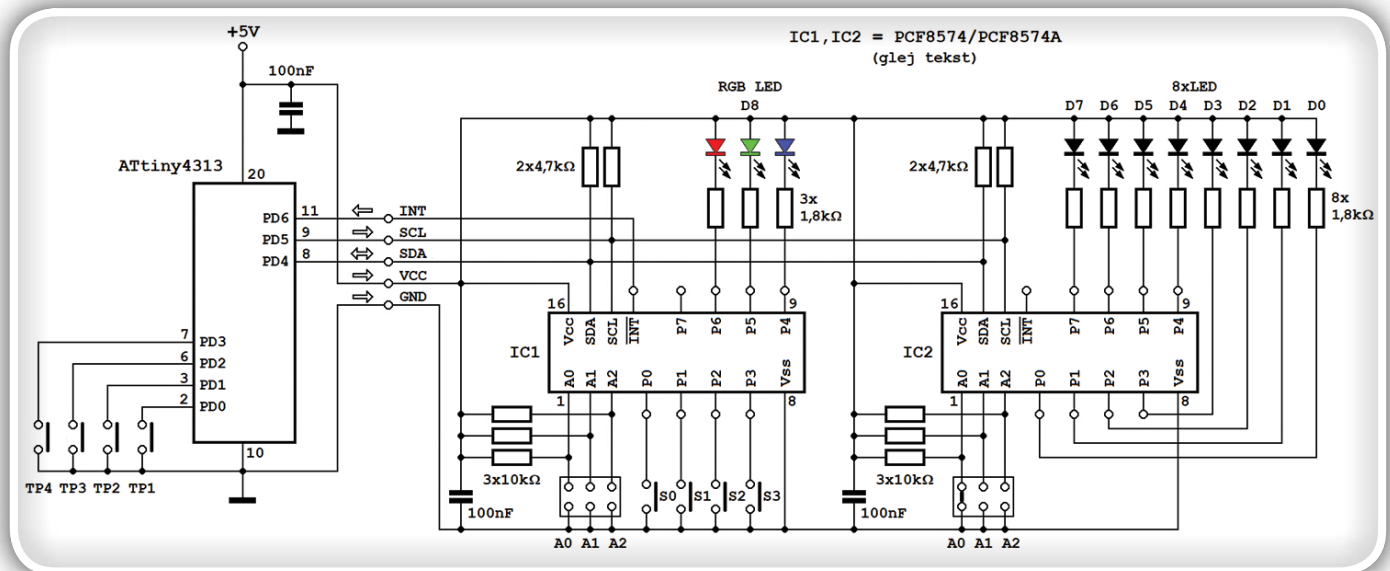 +5V
100nF
IC1,IC2 = PCF8574/PCF8574A
(glej tekst)
RGB LED
D8
8xLED
D7 D6 D5 D4 D3 D2 D1 D0
ATtiny4313
20
2x4,7kΩ
3x
1,8kΩ
2x4,7kΩ
8x
1,8kΩ
PD6 11 INT
PD5 9 SCL
PD4 8 SDA
VCC
GND
16 9
Vcc SDA SCL INT P7 P6 P5 P4
IC1
A0 A1 A2 P0 P1 P2 P3 Vss
1 8
16 9
Vcc SDA SCL INT P7 P6 P5 P4
IC2
A0 A1 A2 P0 P1 P2 P3 Vss
1 8
7 PD3
6 PD2
3 PD1
2 PD0
10
TP4 TP3 TP2 TP1
3x10kΩ
100nF
S0 S1 S2 S3
A0 A1 A2
3x10kΩ
100nF
A0 A1 A2